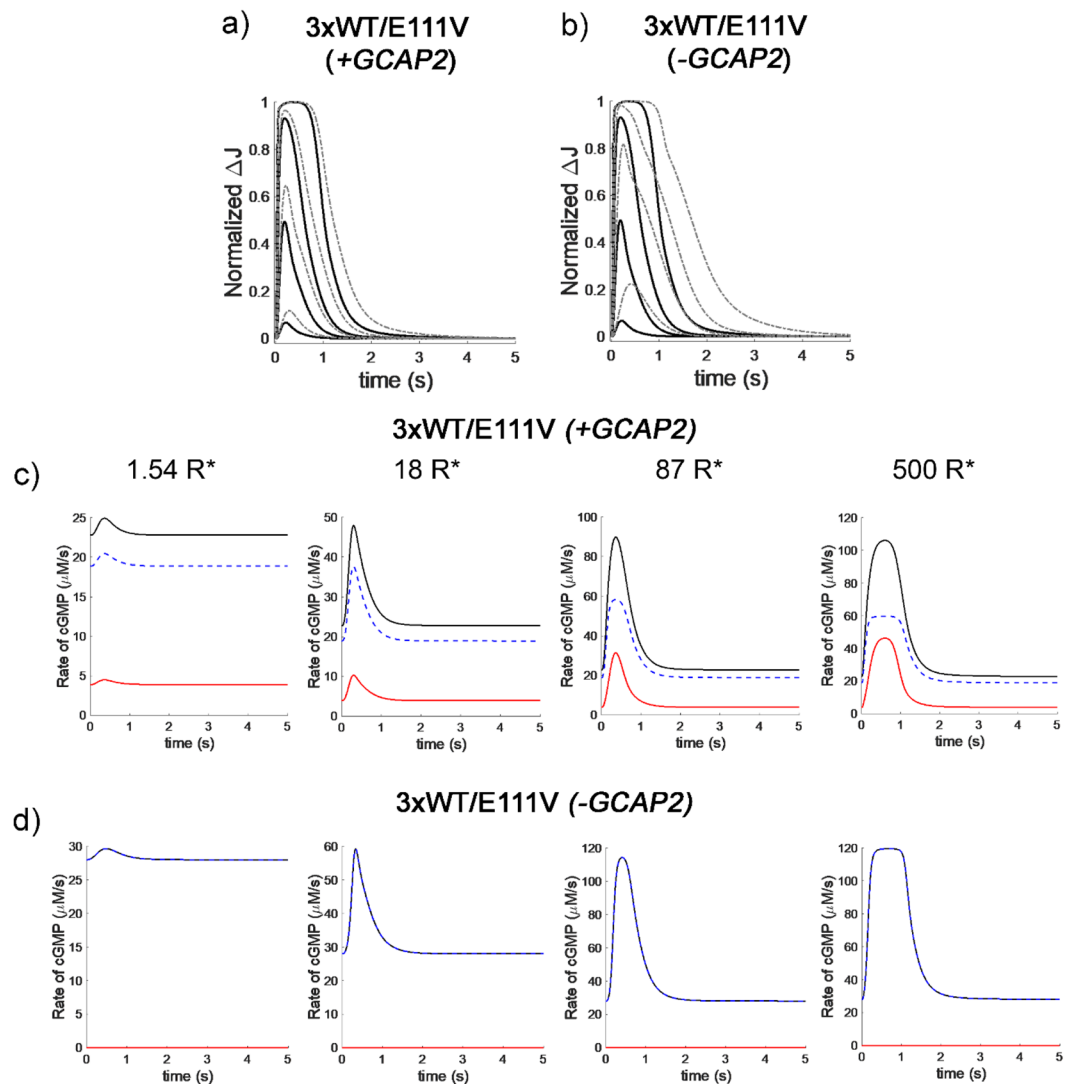 a)
3xWT/E111V
(+GCAP2)
b)
3xWT/E111V
(-GCAP2)
Normalized ΔJ
1
0.8
0.6
0.4
0.2
0
0 1 2 3 4 5
time (s)
Normalized ΔJ
1
0.8
0.6
0.4
0.2
0
0 1 2 3 4 5
time (s)
3xWT/E111V (+GCAP2)
c)
1.54 R*
18 R*
87 R*
500 R*
Rate of cGMP (μM/s)
25
20
15
10
5
0
0 1 2 3 4 5
time (s)
Rate of cGMP (μM/s)
50
40
30
20
10
0
0 1 2 3 4 5
time (s)
Rate of cGMP (μM/s)
100
80
60
40
20
0
0 1 2 3 4 5
time (s)
Rate of cGMP (μM/s)
120
100
80
60
40
20
0
0 1 2 3 4 5
time (s)
3xWT/E111V (-GCAP2)
d)
Rate of cGMP (μM/s)
30
25
20
15
10
5
0
0 1 2 3 4 5
time (s)
Rate of cGMP (μM/s)
60
50
40
30
20
10
0
0 1 2 3 4 5
time (s)
Rate of cGMP (μM/s)
120
100
80
60
40
20
0
0 1 2 3 4 5
time (s)
Rate of cGMP (μM/s)
120
100
80
60
40
20
0
0 1 2 3 4 5
time (s)